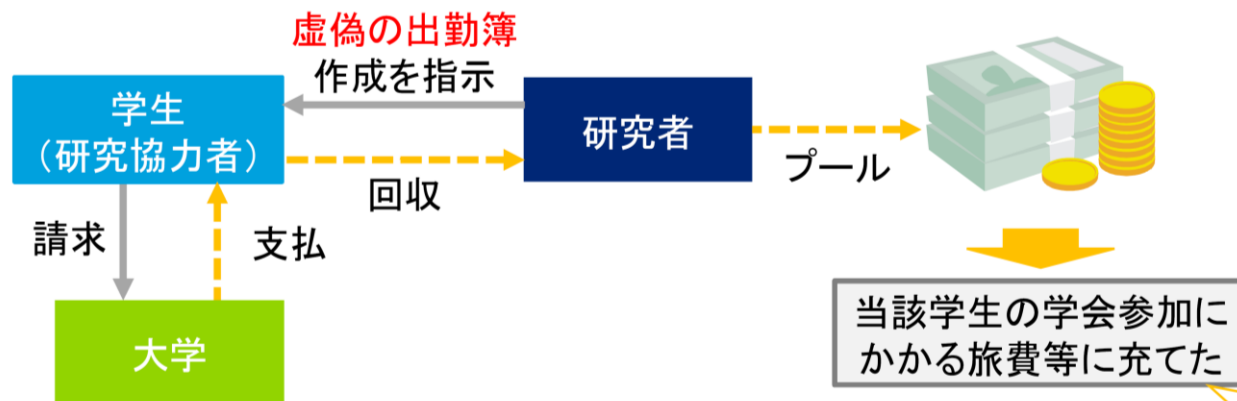 虚偽の出勤簿
作成を指示
学生
（研究協力者）
研究者
プール
回収
請求
支払
大学
当該学生の学会参加に
かかる旅費等に充てた